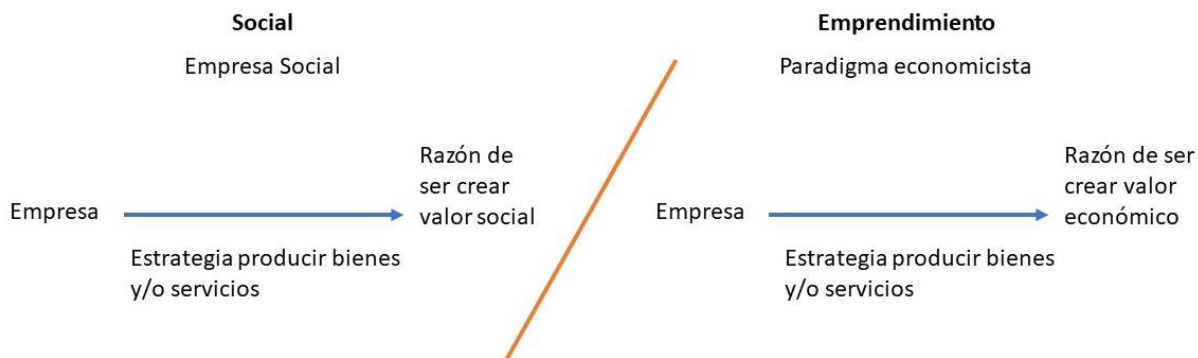 Social
Empresa Social
Razón de
ser crear
valor social
Empresa
Estrategia producir bienes
y/o servicios
Emprendimiento
Paradigma economicista
Razón de ser
crear valor
económico
Empresa
Estrategia producir bienes
y/o servicios